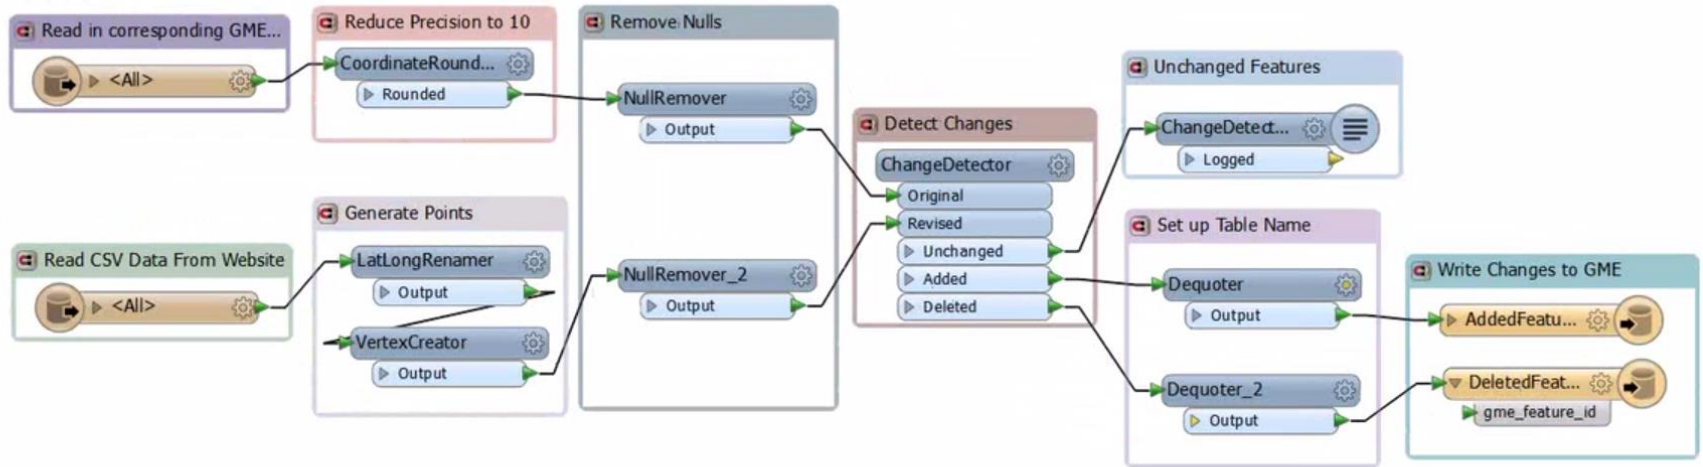 Read in corresponding GME...
<All>
Reduce Precision to 10
CoordinateRound...
Rounded
Remove Nulls
NullRemover
Output
NullRemover_2
Output
Read CSV Data From Website
<All>
Generate Points
LatLongRenamer
Output
VertexCreator
Output
Detect Changes
ChangeDetector
Original
Revised
Unchanged
Added
Deleted
Unchanged Features
ChangeDetect...
Logged
Set up Table Name
Dequoter
Output
Dequoter_2
Output
Write Changes to GME
AddedFeatu...
DeletedFeat...
gme_feature_id